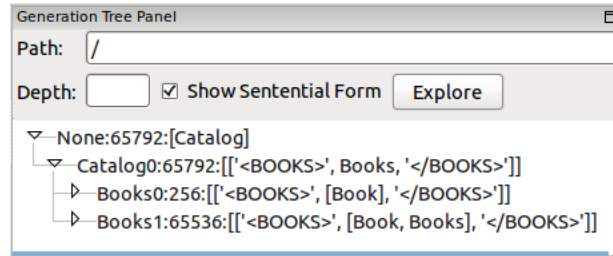 Generation Tree Panel
Path: /
Depth: Show Sentential Form Explore
None:65792:[Catalog]
Catalog0:65792:[['<BOOKS>', Books, '</BOOKS>']]
Books0:256:[['<BOOKS>', [Book], '</BOOKS>']]
Books1:65536:[['<BOOKS>', [Book, Books], '</BOOKS>']]